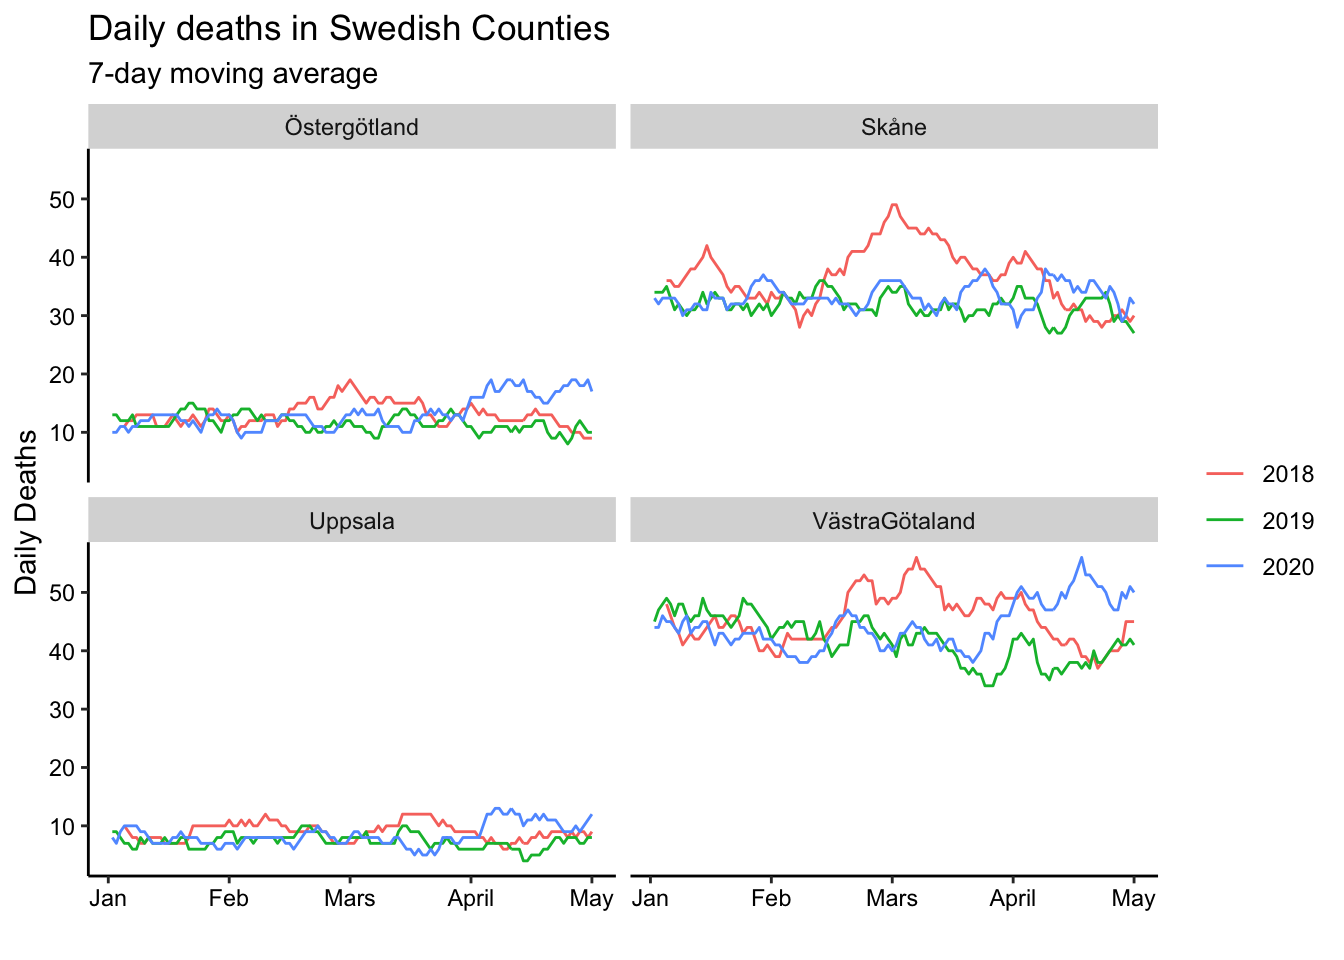 Daily deaths in Swedish Counties
7-day moving average
Östergötland
Skåne
50
40
30
20
10
Uppsala
VästraGötaland
50
40
30
20
10
Daily Deaths
Jan Feb Mars April May
Jan Feb Mars April May
2018
2019
2020